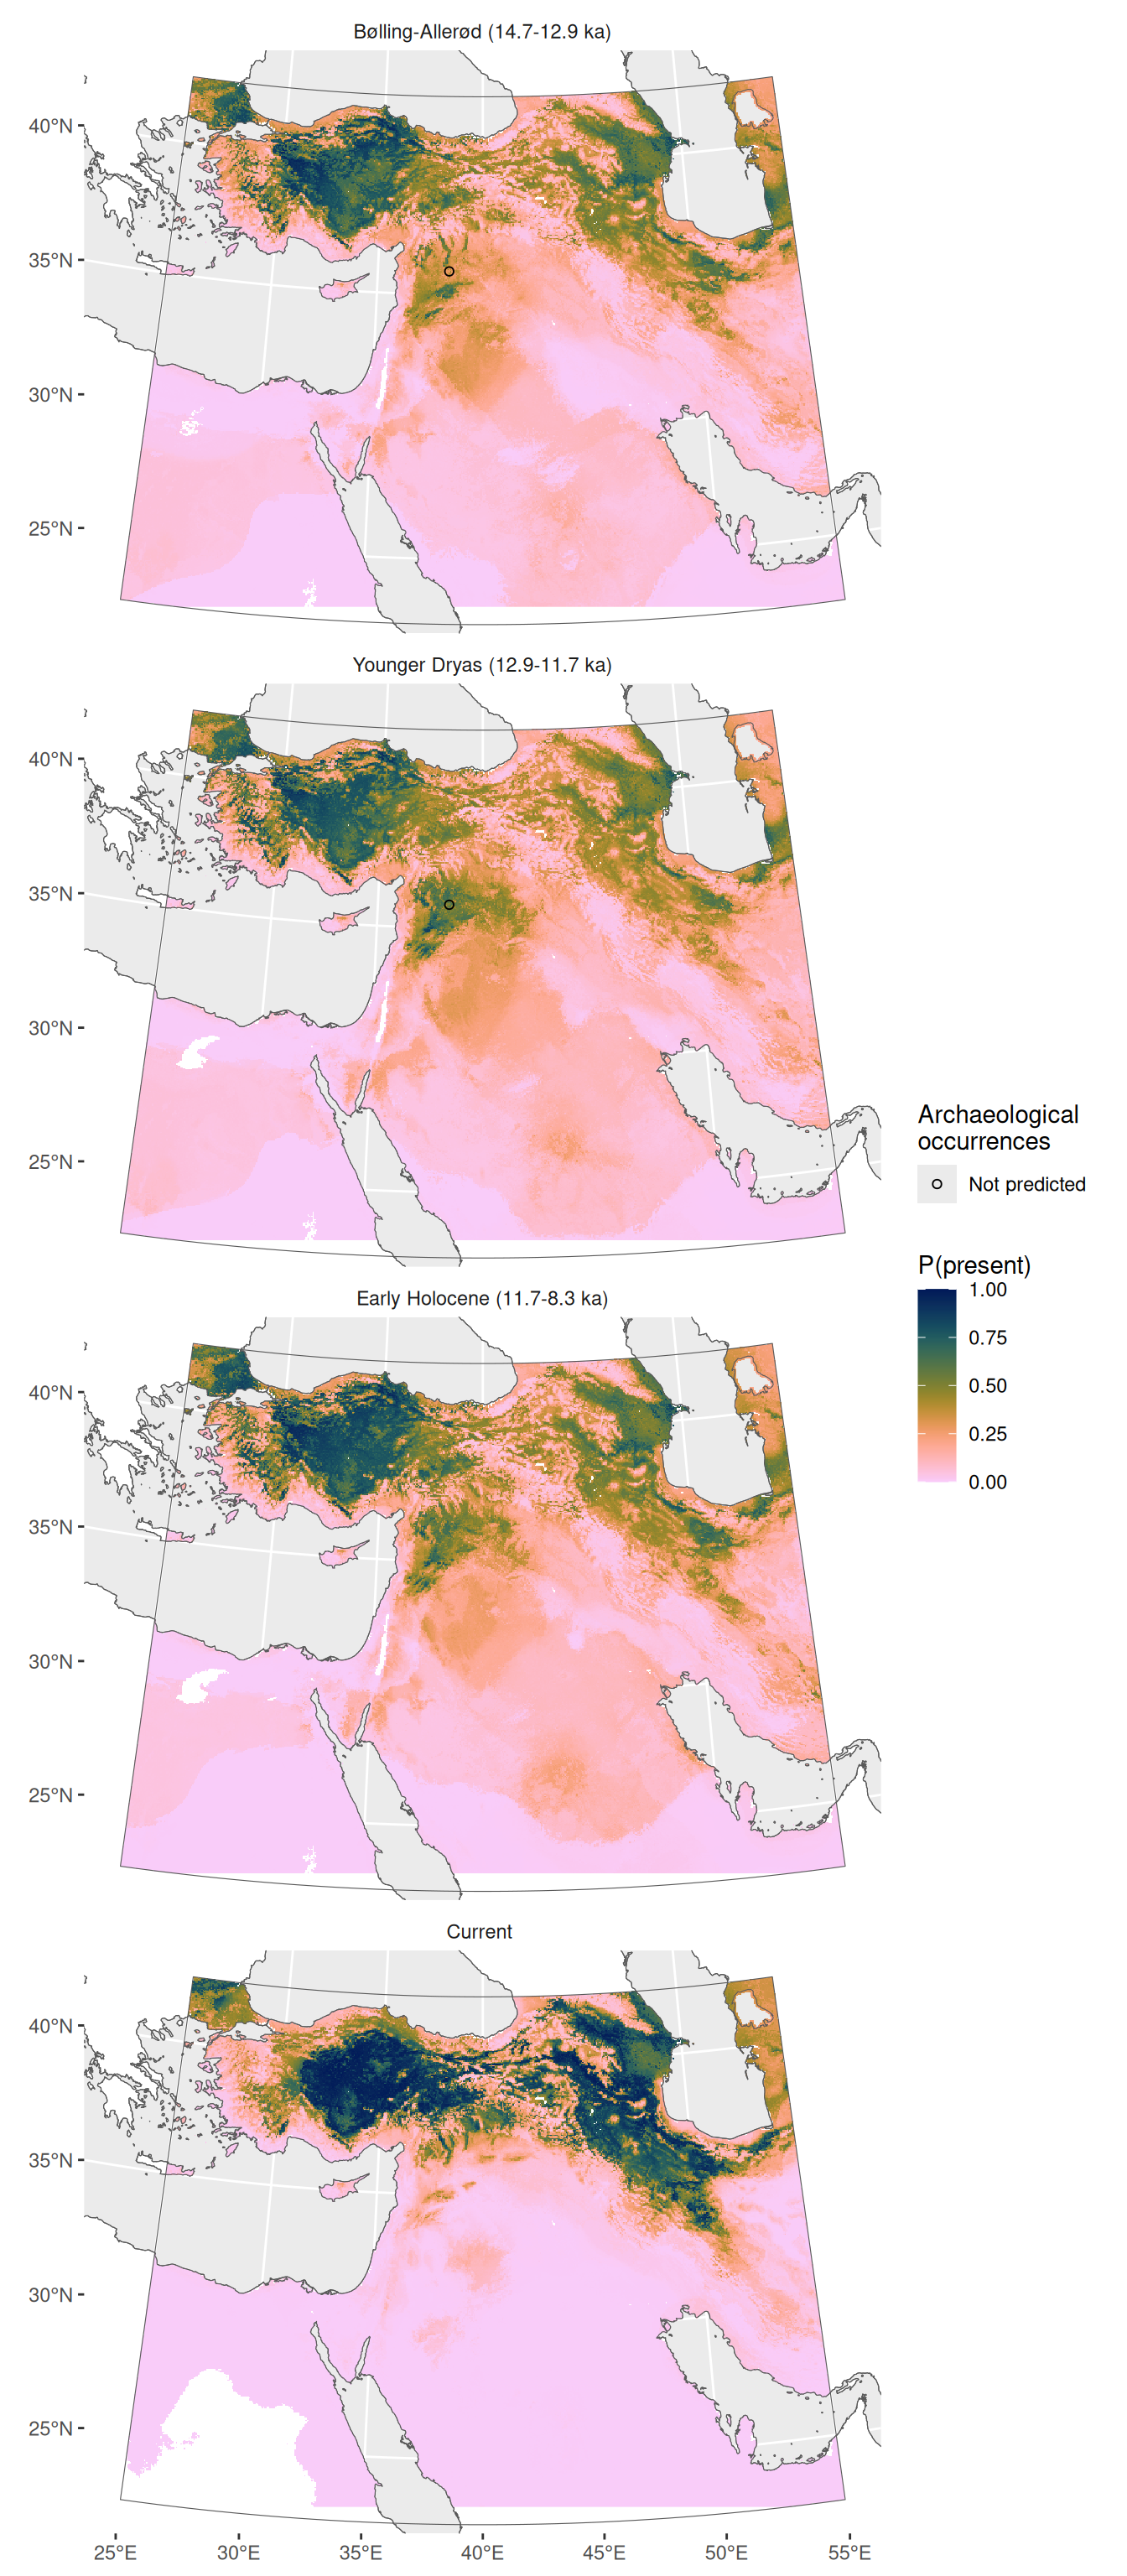 Bølling-Allerød (14.7-12.9 ka)
40°N
35°N
30°N
25°N
Younger Dryas (12.9-11.7 ka)
40°N
35°N
30°N
25°N
Archaeological
occurrences
Not predicted
P(present)
1.00
0.75
0.50
0.25
0.00
Early Holocene (11.7-8.3 ka)
40°N
35°N
30°N
25°N
Current
40°N
35°N
30°N
25°N
25°E 30°E 35°E 40°E 45°E 50°E 55°E